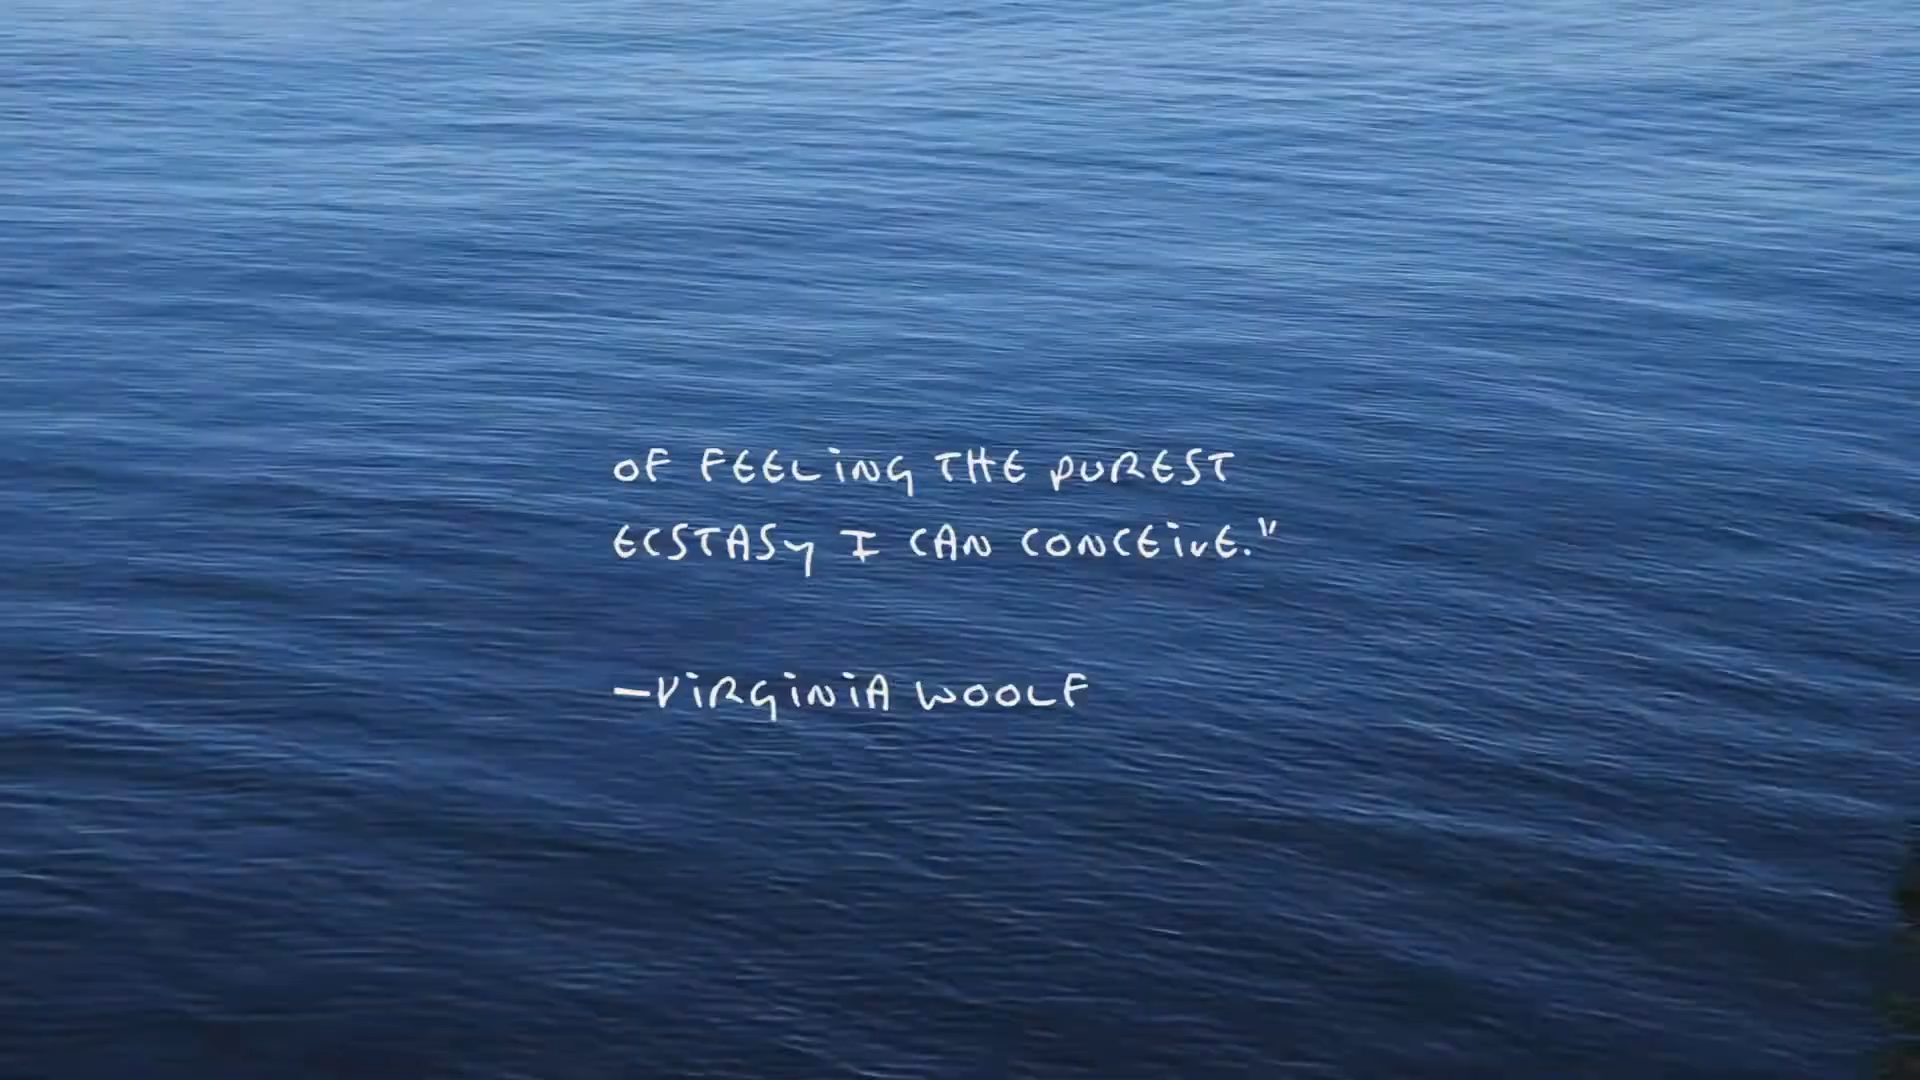 OF FEELING THE PUREST
ECSTASY I CAN CONCEIVE."
—VIRGINIA WOOLF